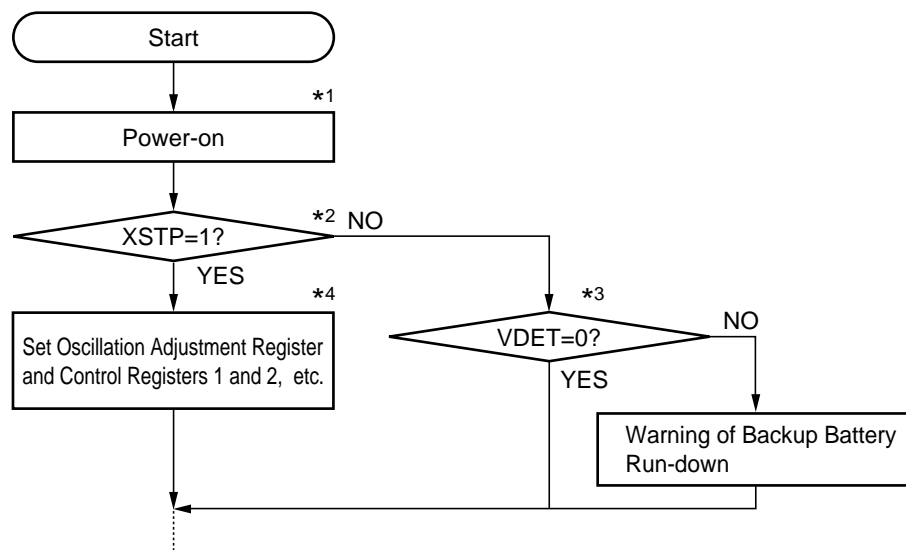 Start
*1
Power-on
*2
NO
XSTP=1?
YES
*4
*3
Set Oscillation Adjustment Register
and Control Registers 1 and 2, etc.
VDET=0?
NO
YES
Warning of Backup Battery
Run-down